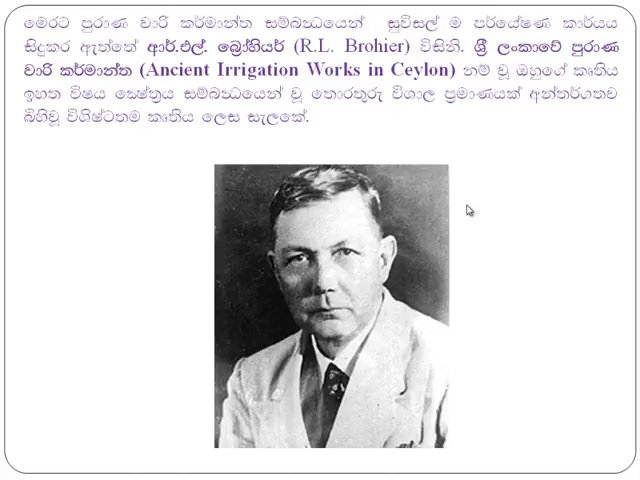 මෙරට පුරාණ වාරි කර්මාන්ත සම්බන්‍ධයෙන් සුවිසල් ම පර්යේෂණ කාර්යය
සිදුකර ඇත්තේ ආර්.එල්. බ්‍රෝහියර් (R.L. Brohier) විසිනි. ශ්‍රී ලංකාවේ පුරාණ
වාරි කර්මාන්ත (Ancient Irrigation Works in Ceylon) නම් වූ ඔහුගේ කෘතිය
ඉහත විෂය ක්‍ෂේත්‍රය සම්බන්‍ධයෙන් වූ තොරතුරු විශාල ප්‍රමාණයක් අන්තර්ගතව
බිහිවූ විශිෂ්ටතම කෘතිය ලෙස සැලකේ.